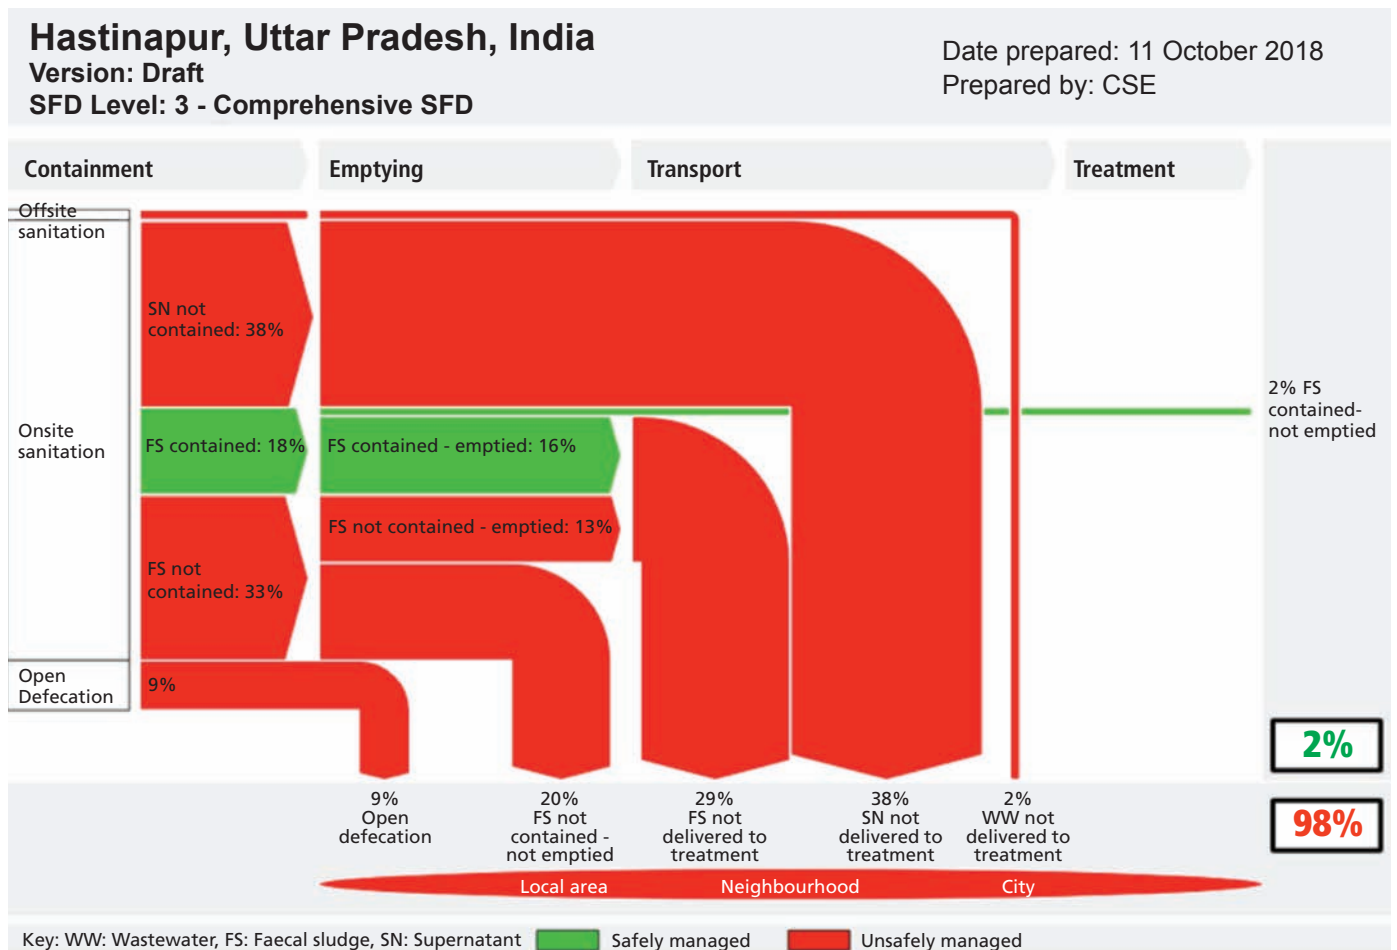 Hastinapur, Uttar Pradesh, India
Version: Draft
SFD Level: 3 - Comprehensive SFD
Date prepared: 11 October 2018
Prepared by: CSE
Containment
Emptying
Transport
Treatment
Offsite
sanitation
SN not
contained: 38%
2% FS
contained-
not emptied
Onsite
sanitation
FS contained: 18%
FS contained - emptied: 16%
FS not contained - emptied: 13%
FS not
contained: 33%
Open
Defecation
9%
2%
98%
9%
Open
defecation
20%
FS not
contained -
not emptied
29%
FS not
delivered to
treatment
38%
SN not
delivered to
treatment
2%
WW not
delivered to
treatment
Local area
Neighbourhood
City
Key: WW: Wastewater, FS: Faecal sludge, SN: Supernatant
Safely managed
Unsafely managed